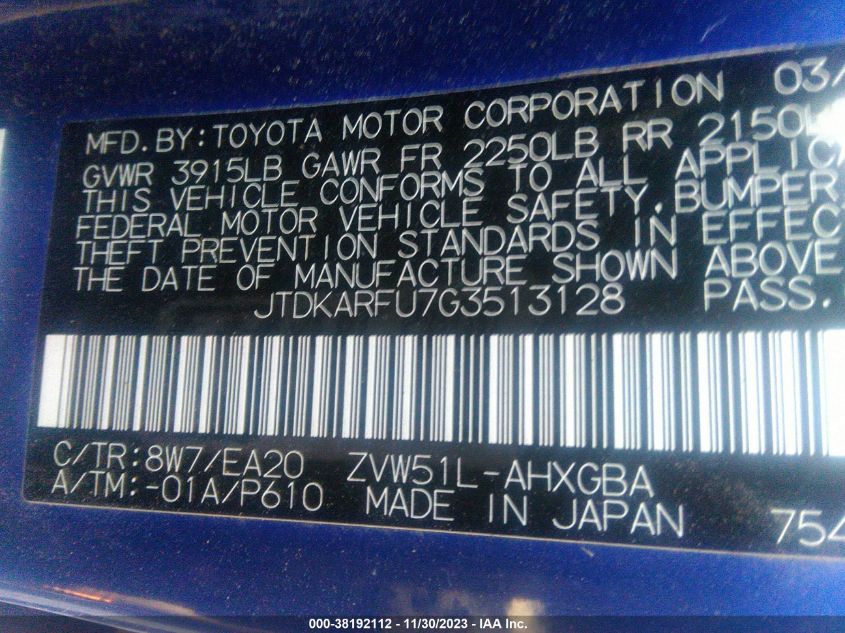 MFD.BY:TOYOTA MOTOR CORPORATION 03/
GVWR 3915LB GAWR FR 2250LB RR 2150L
THIS VEHICLE CONFORMS TO ALL APPLIC
FEDERAL MOTOR VEHICLE SAFETY,BUMPER,
THEFT PREVENTION STANDARDS IN EFFEC
THE DATE OF MANUFACTURE SHOWN ABOVE
JTDKARFU7G3513128 PASS.
C/TR:8W7/EA20 ZVW51L-AHXGBA
A/TM:-01A/P610 MADE IN JAPAN 754
000-38192112 - 11/30/2023 - IAA Inc.